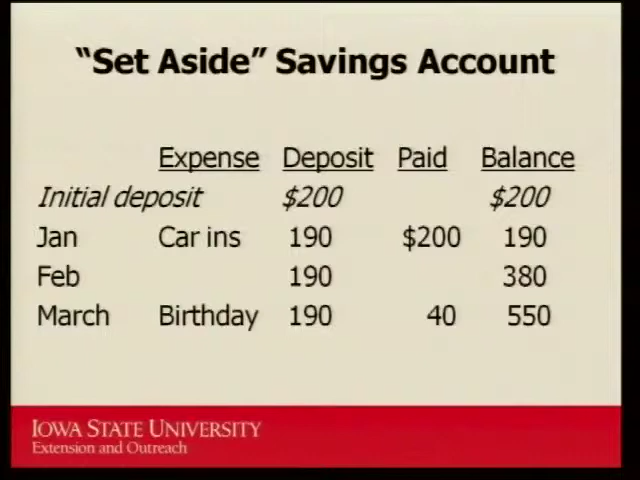 “Set Aside” Savings Account
Expense Deposit Paid Balance
Initial deposit $200 $200
Jan Car ins 190 $200 190
Feb 190 380
March Birthday 190 40 550
IOWA STATE UNIVERSITY
Extension and Outreach